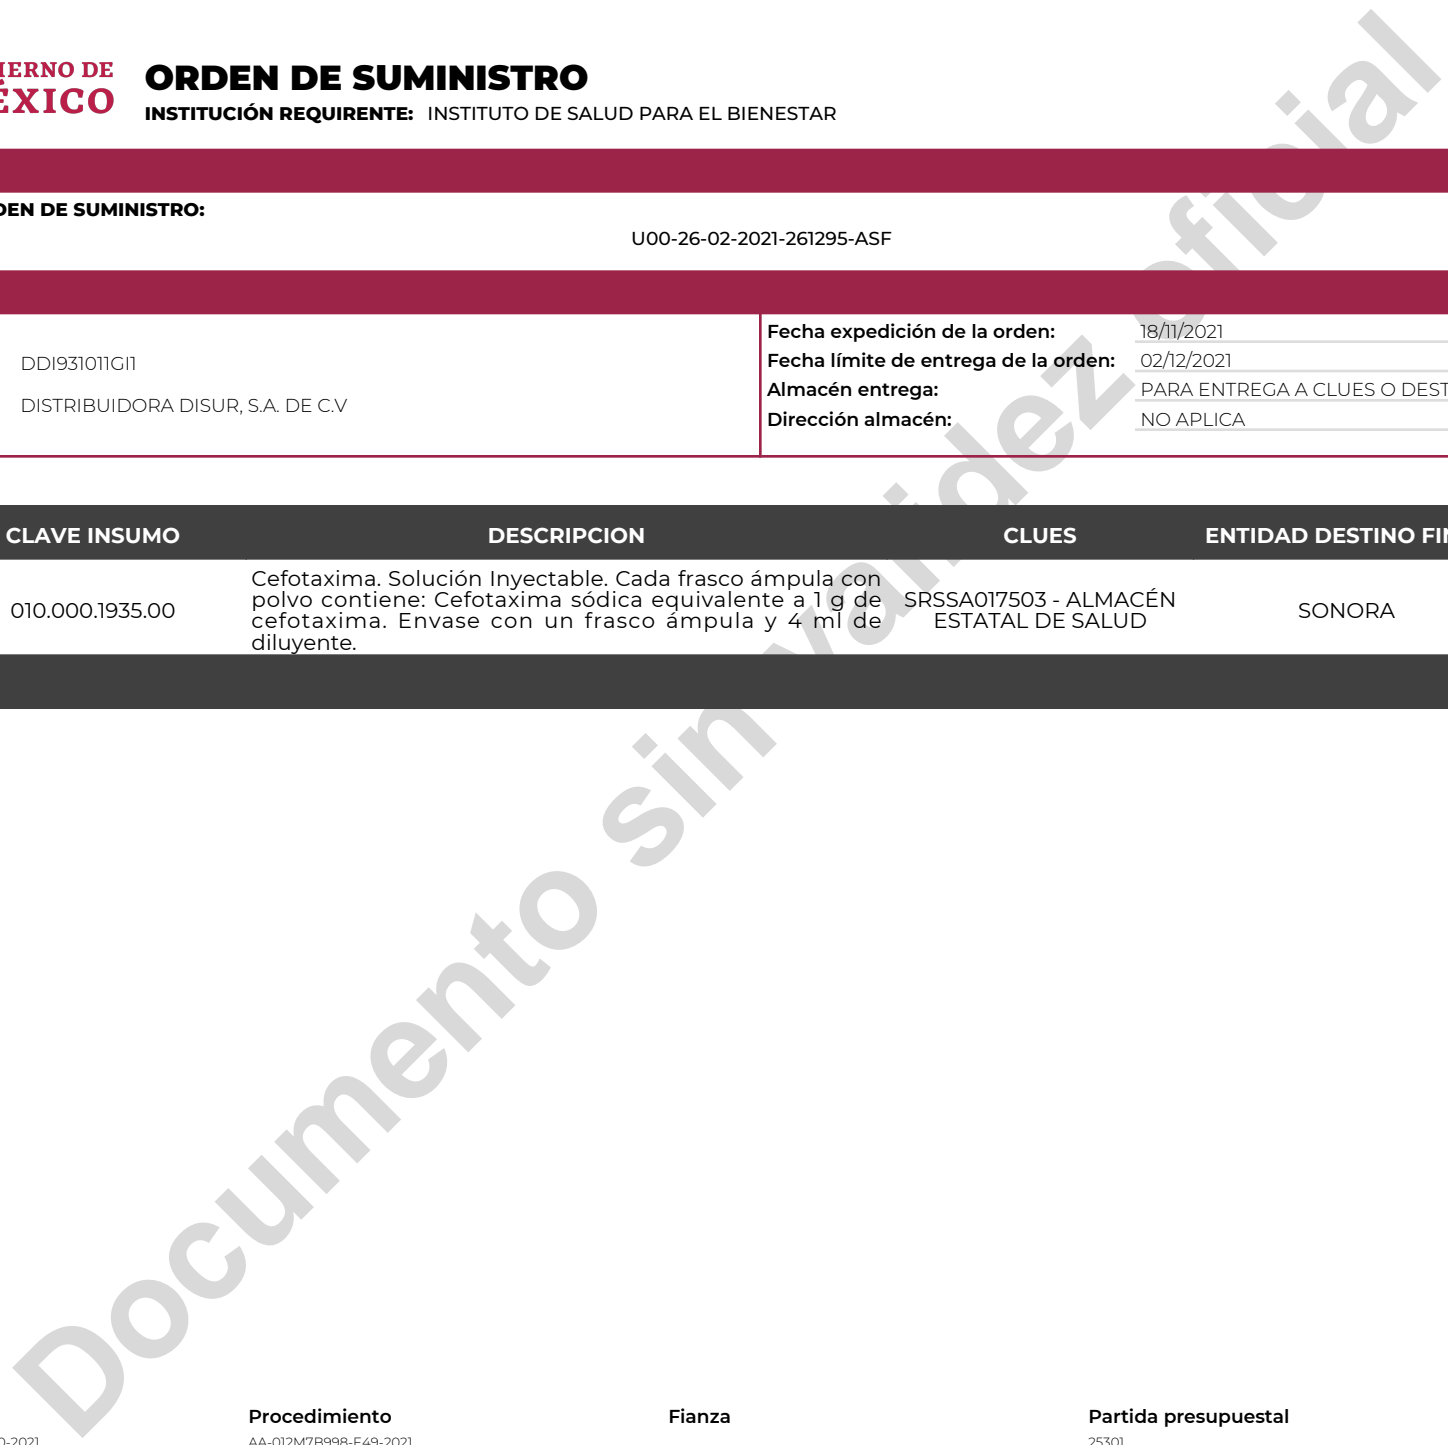 ORDEN DE SUMINISTRO
INSTITUCIÓN REQUIRENTE: INSTITUTO DE SALUD PARA EL BIENESTAR
DE SUMINISTRO:
U00-26-02-2021-261295-ASF
DDI931011GI1
DISTRIBUIDORA DISUR, S.A. DE C.V
Fecha expedición de la orden: 18/11/2021
Fecha límite de entrega de la orden: 02/12/2021
Almacén entrega: PARA ENTREGA A CLUES O DEST
Dirección almacén: NO APLICA
CLAVE INSUMO DESCRIPCION CLUES ENTIDAD DESTINO FIN
010.000.1935.00
Cefotaxima. Solución Inyectable. Cada frasco ámpula con
polvo contiene: Cefotaxima sódica equivalente a 1 g de
cefotaxima. Envase con un frasco ámpula y 4 ml de
diluyente.
SRSSA017503 - ALMACÉN
ESTATAL DE SALUD
SONORA
Documento sin validez oficial
Procedimiento Fianza Partida presupuestal
AA-012M7B998-E49-2021 25301